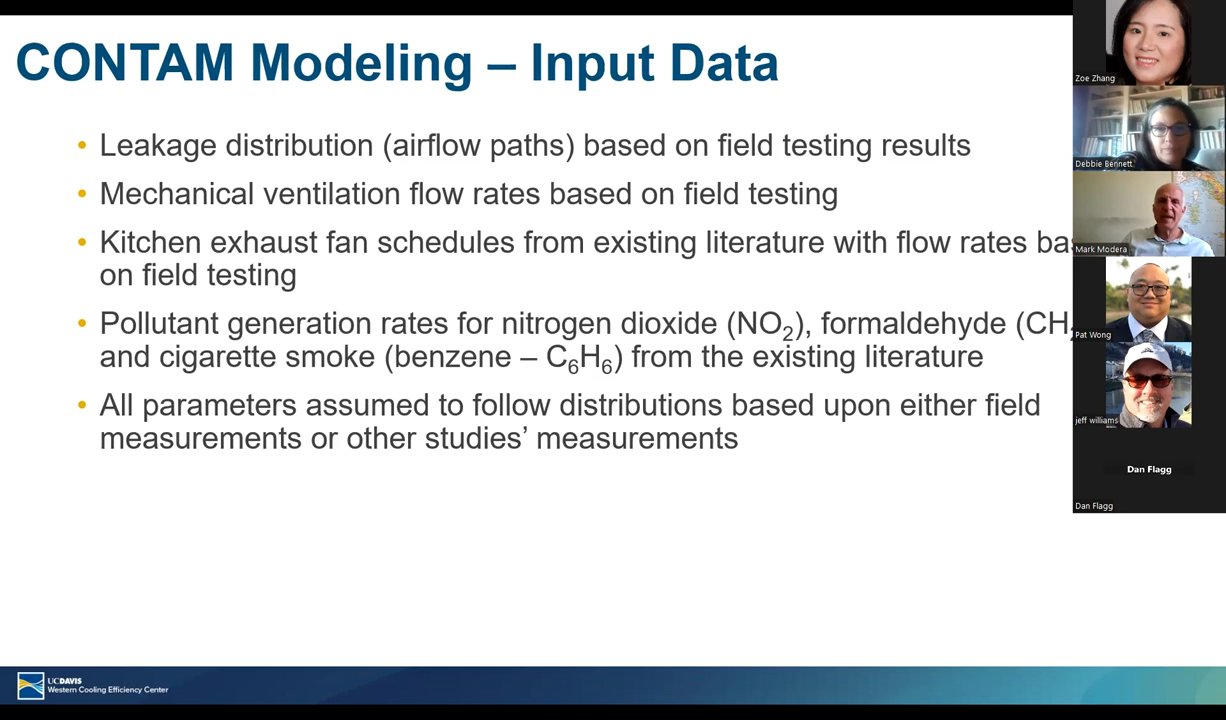 CONTAM Modeling – Input Data
• Leakage distribution (airflow paths) based on field testing results
• Mechanical ventilation flow rates based on field testing
• Kitchen exhaust fan schedules from existing literature with flow rates
on field testing
• Pollutant generation rates for nitrogen dioxide (NO₂), formaldehyde
and cigarette smoke (benzene – C₆H₆) from the existing literature
• All parameters assumed to follow distributions based upon either field
measurements or other studies’ measurements
Zoe Zhang
Debbie Bennett
Mark Modera
Pat Wong
jeff williams
Dan Flagg
Dan Flagg
UCDAVIS
Western Cooling Efficiency Center